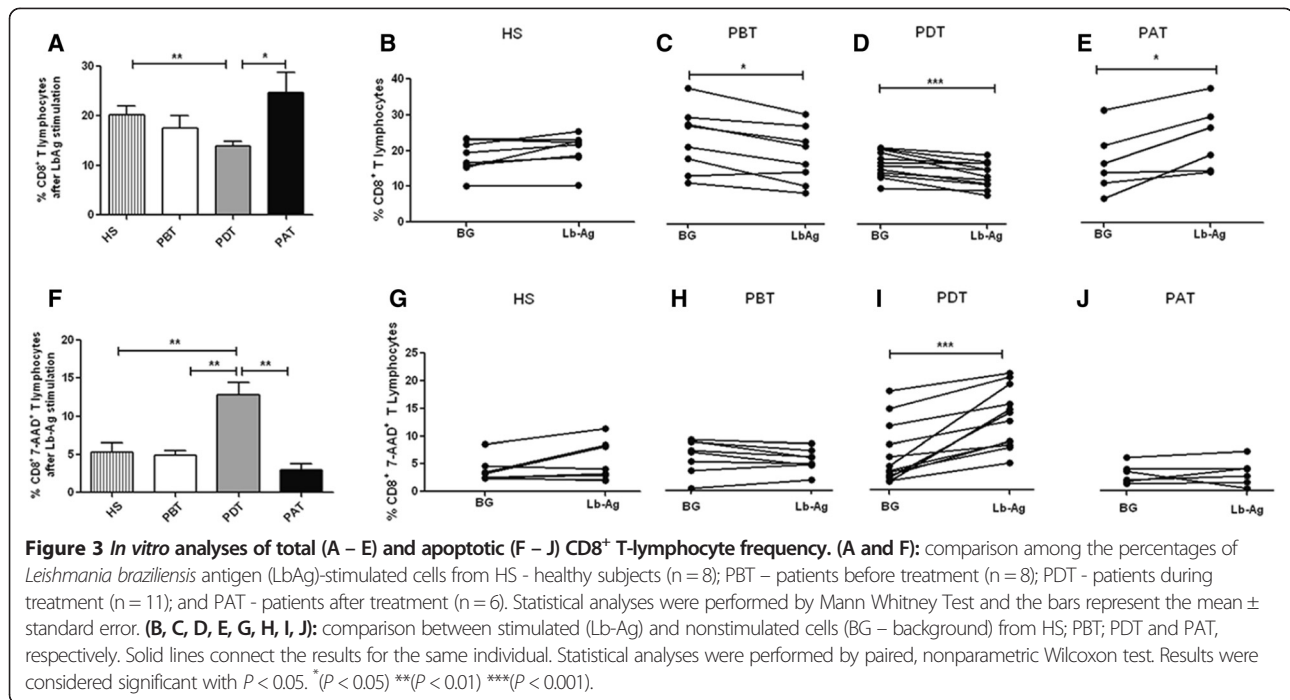 A
B
HS
C
PBT
D
PDT
E
PAT
% CD8+ T lymphocytes
after LbAg stimulation
30
20
10
0
**
*
HS
PBT
PDT
PAT
% CD8+ T lymphocytes
40
30
20
10
0
BG
Lb-Ag
*
BG
LbAg
***
BG
Lb-Ag
*
BG
Lb-Ag
F
G
HS
H
PBT
I
PDT
J
PAT
% CD8+ 7-AAD+ T lymphocytes
after Lb-Ag stimulation
20
15
10
5
0
**
**
**
HS
PBT
PDT
PAT
% CD8+ 7-AAD+ T Lymphocytes
25
20
15
10
5
0
BG
Lb-Ag
BG
Lb-Ag
***
BG
Lb-Ag
BG
Lb-Ag
Figure 3 In vitro analyses of total (A – E) and apoptotic (F – J) CD8+ T-lymphocyte frequency. (A and F): comparison among the percentages of
Leishmania braziliensis antigen (LbAg)-stimulated cells from HS - healthy subjects (n = 8); PBT – patients before treatment (n = 8); PDT - patients during
treatment (n = 11); and PAT - patients after treatment (n = 6). Statistical analyses were performed by Mann Whitney Test and the bars represent the mean ±
standard error. (B, C, D, E, G, H, I, J): comparison between stimulated (Lb-Ag) and nonstimulated cells (BG – background) from HS; PBT; PDT and PAT,
respectively. Solid lines connect the results for the same individual. Statistical analyses were performed by paired, nonparametric Wilcoxon test. Results were
considered significant with P < 0.05. *(P < 0.05) **(P < 0.01) ***(P < 0.001).